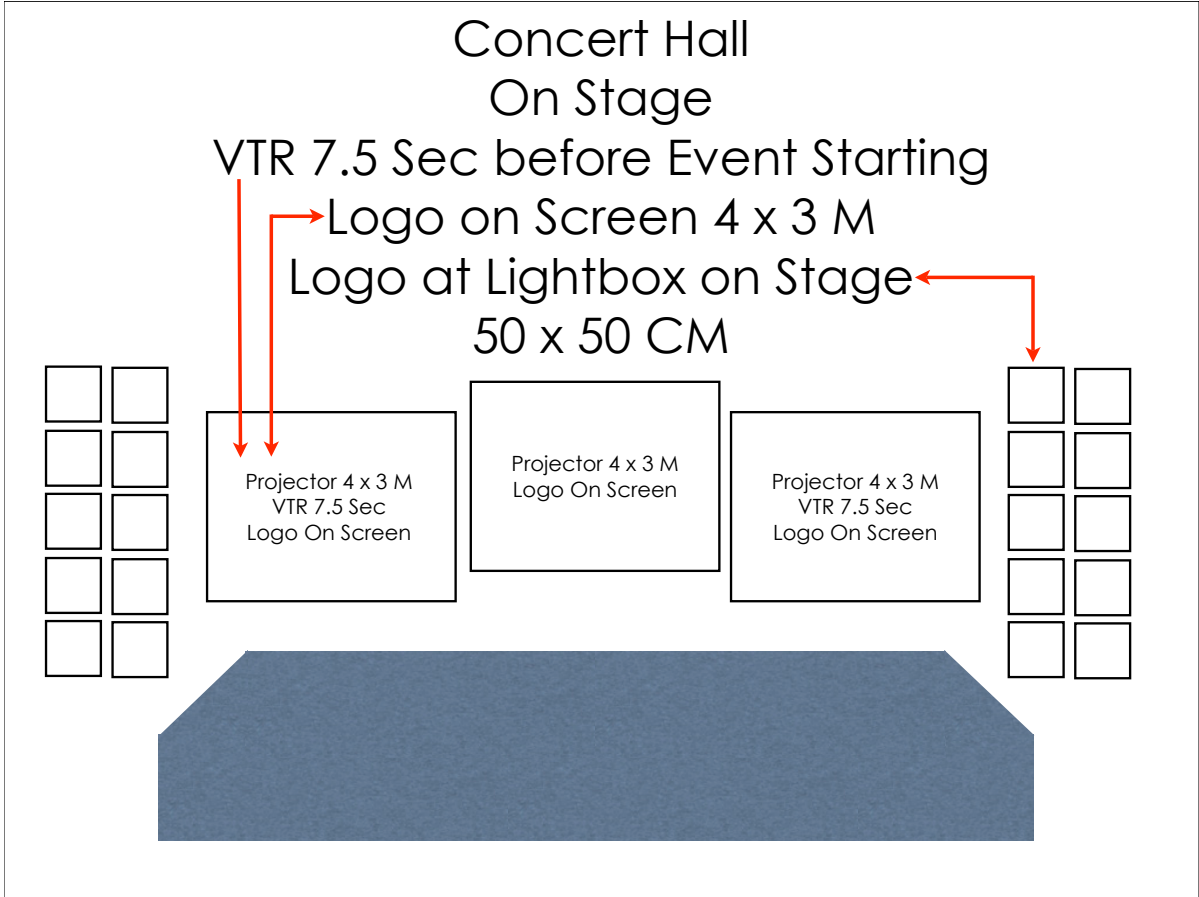 Concert Hall
On Stage
VTR 7.5 Sec before Event Starting
Logo on Screen 4 x 3 M
Logo at Lightbox on Stage
50 x 50 CM
Projector 4 x 3 M
VTR 7.5 Sec
Logo On Screen
Projector 4 x 3 M
Logo On Screen
Projector 4 x 3 M
VTR 7.5 Sec
Logo On Screen